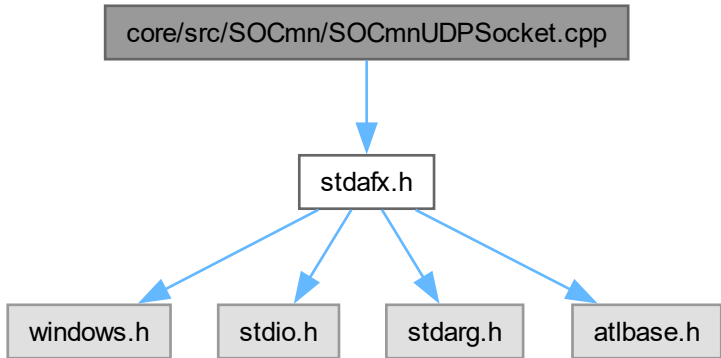 core/src/SOCmn/SOCmnUDPSocket.cpp
stdafx.h
windows.h
stdio.h
stdarg.h
atlbase.h